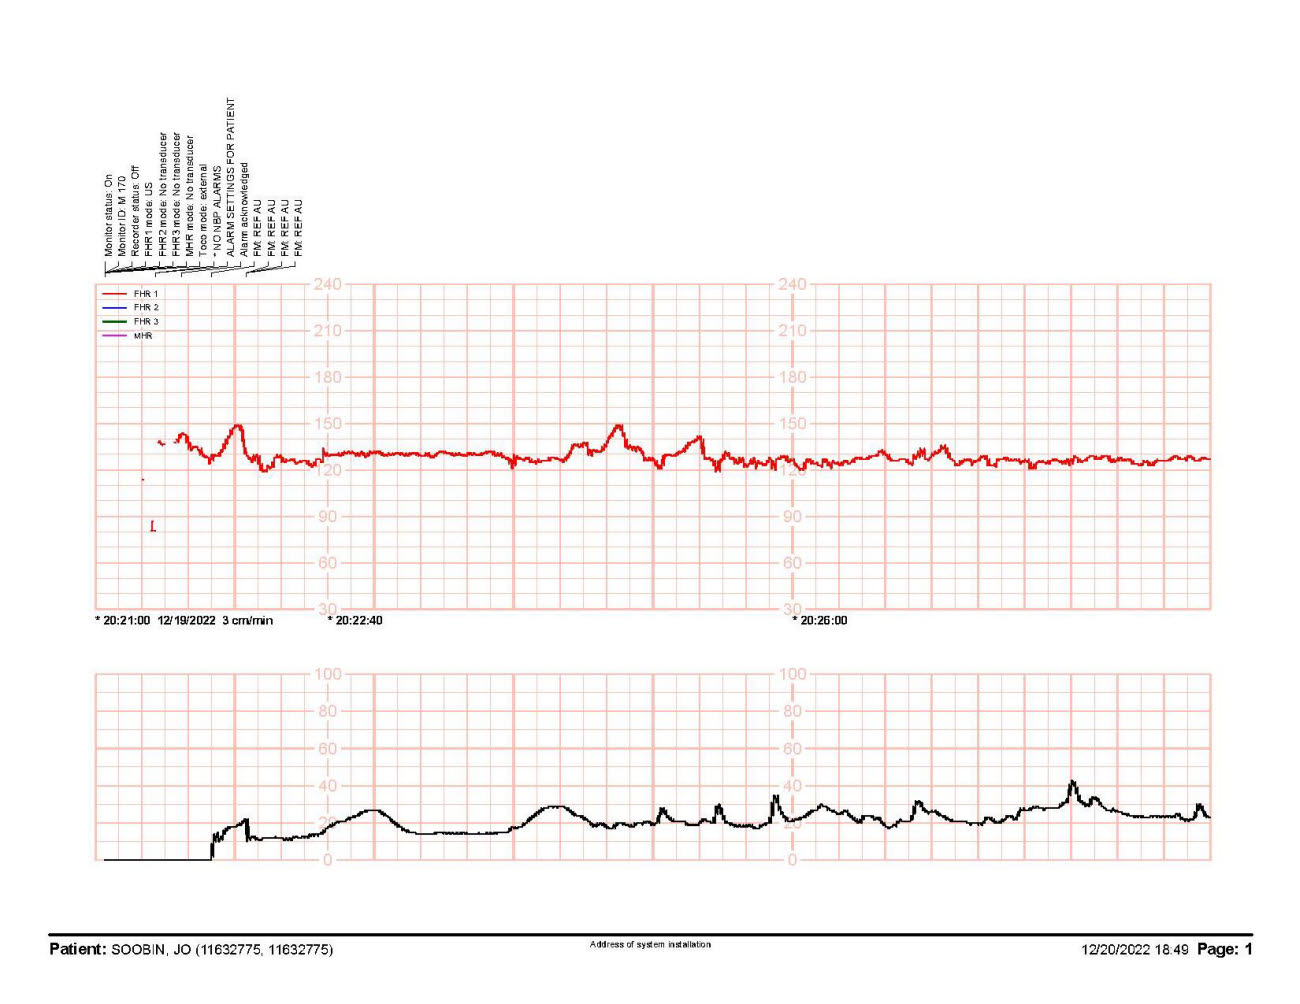 Monitor status: On
Monitor ID: M 170
Recorder status: Off
FHR1 mode: US
FHR2 mode: No transducer
FHR3 mode: No transducer
MHR mode: No transducer
Toco mode: external
* NO NBP ALARMS
ALARM SETTINGS FOR PATIENT
Alarm acknowledged
FM: REF AU
FM: REF AU
FM: REF AU
FM: REF AU
FHR 1
FHR 2
FHR 3
MHR
240 240
210 210
180 180
150 150
120 120
90 90
60 60
30 30
* 20:21:00 12/19/2022 3 cm/min * 20:22:40 * 20:26:00
100 100
80 80
60 60
40 40
20 20
0 0
Patient: SOOBIN, JO (11632775, 11632775) Address of system installation 12/20/2022 18:49 Page: 1